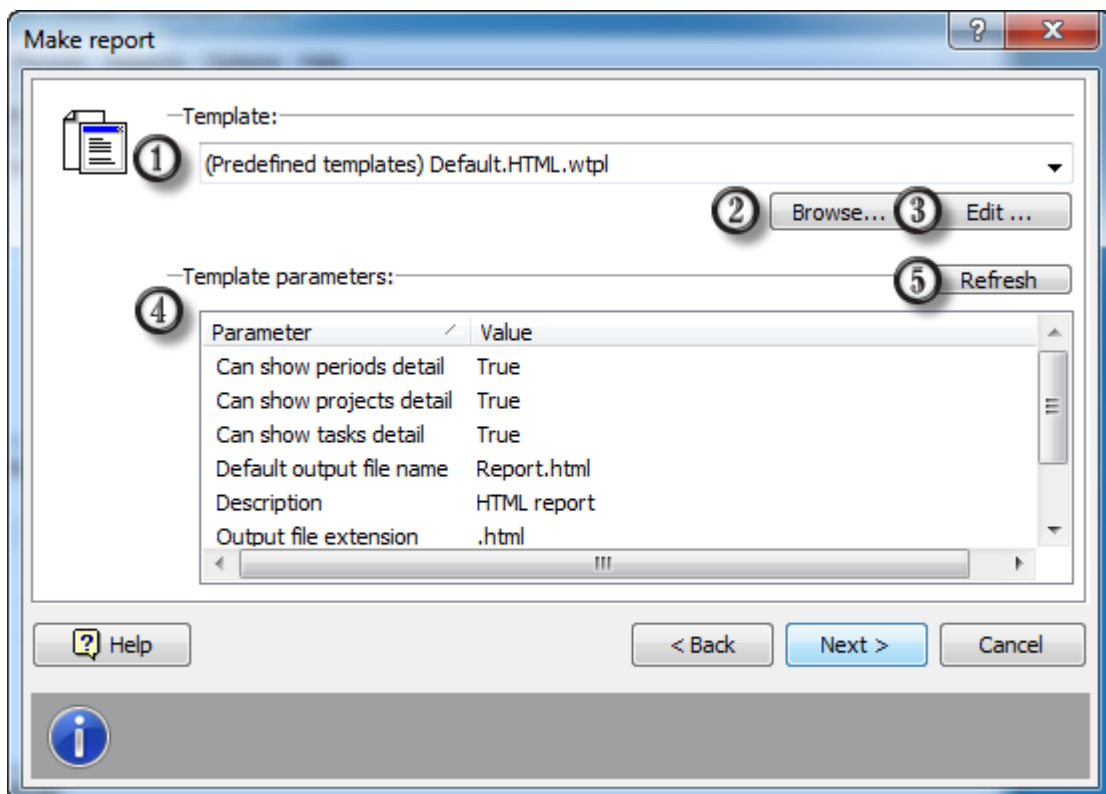 Make report
Template:
1
(Predefined templates) Default.HTML.wtpl
2 Browse... 3 Edit ...
Template parameters: 5 Refresh
4
Parameter Value
Can show periods detail True
Can show projects detail True
Can show tasks detail True
Default output file name Report.html
Description HTML report
Output file extension .html
Help < Back Next > Cancel